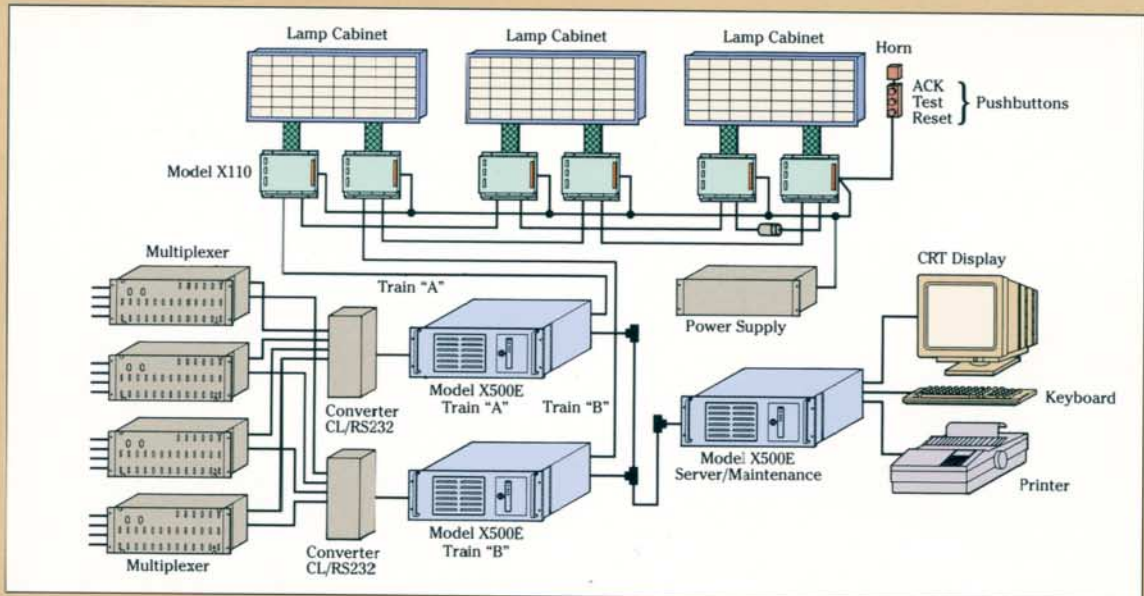 Lamp Cabinet
Lamp Cabinet
Lamp Cabinet
Horn
ACK
Test
Reset
Pushbuttons
Model X110
Multiplexer
Train "A"
Power Supply
CRT Display
Converter
CL/RS232
Model X500E
Train "A"
Train "B"
Keyboard
Model X500E
Server/Maintenance
Printer
Multiplexer
Converter
CL/RS232
Model X500E
Train "B"